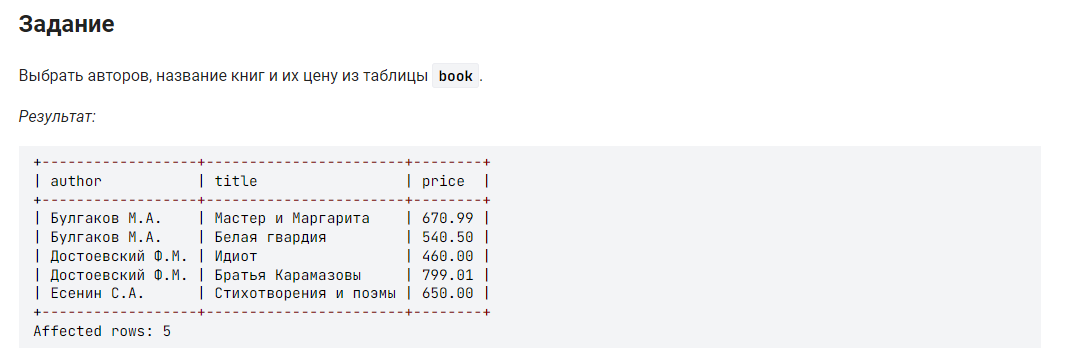 Задание
Выбрать авторов, название книг и их цену из таблицы book.
Результат:
+------------------+----------------------+--------+
| author           | title                | price  |
+------------------+----------------------+--------+
| Булгаков М.А.    | Мастер и Маргарита   | 670.99 |
| Булгаков М.А.    | Белая гвардия        | 540.50 |
| Достоевский Ф.М. | Идиот                | 460.00 |
| Достоевский Ф.М. | Братья Карамазовы    | 799.01 |
| Есенин С.А.      | Стихотворения и поэмы | 650.00 |
+------------------+----------------------+--------+
Affected rows: 5